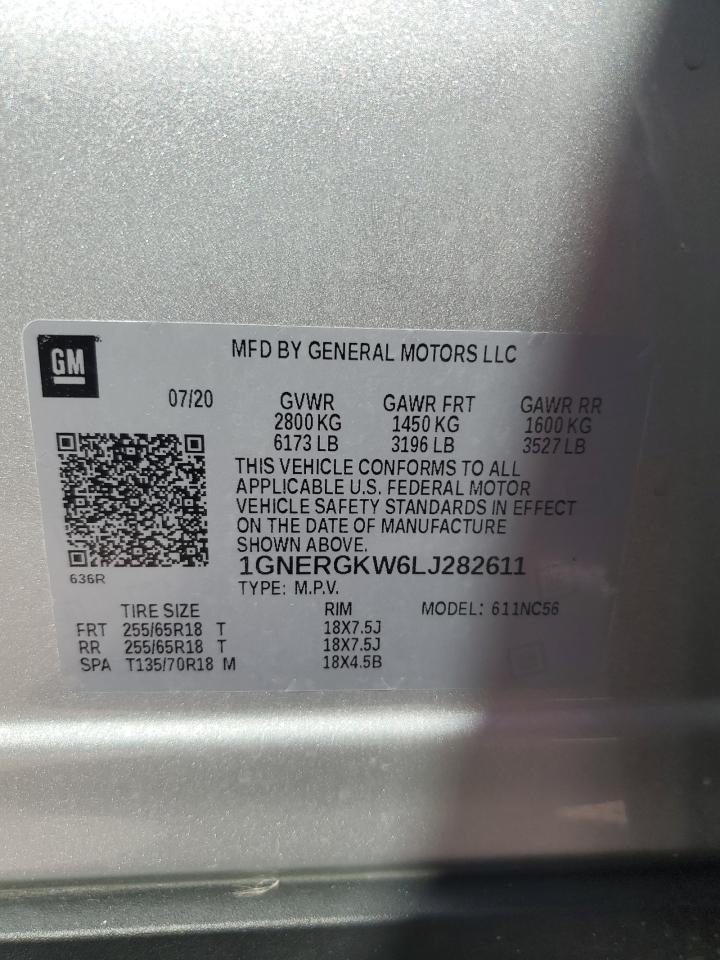 GM
MFD BY GENERAL MOTORS LLC
07/20 GVWR GAWR FRT GAWR RR
2800 KG 1450 KG 1600 KG
6173 LB 3196 LB 3527 LB
THIS VEHICLE CONFORMS TO ALL
APPLICABLE U.S. FEDERAL MOTOR
VEHICLE SAFETY STANDARDS IN EFFECT
ON THE DATE OF MANUFACTURE
SHOWN ABOVE.
636R
1GNERGKW6LJ282611
TYPE: M.P.V.
TIRE SIZE RIM MODEL: 611NC56
FRT 255/65R18 T 18X7.5J
RR 255/65R18 T 18X7.5J
SPA T135/70R18 M 18X4.5B